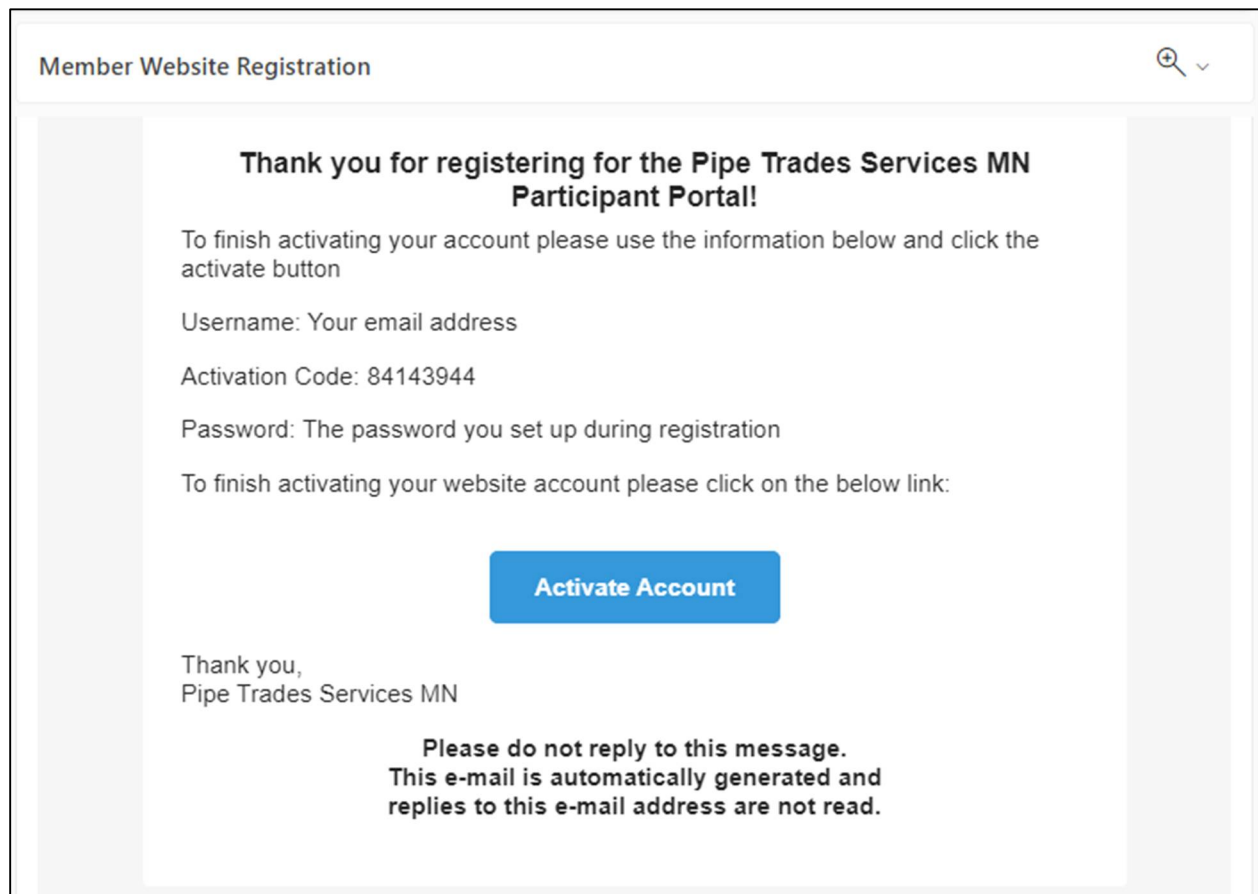 Member Website Registration
Thank you for registering for the Pipe Trades Services MN
Participant Portal!
To finish activating your account please use the information below and click the
activate button
Username: Your email address
Activation Code: 84143944
Password: The password you set up during registration
To finish activating your website account please click on the below link:
Activate Account
Thank you,
Pipe Trades Services MN
Please do not reply to this message.
This e-mail is automatically generated and
replies to this e-mail address are not read.